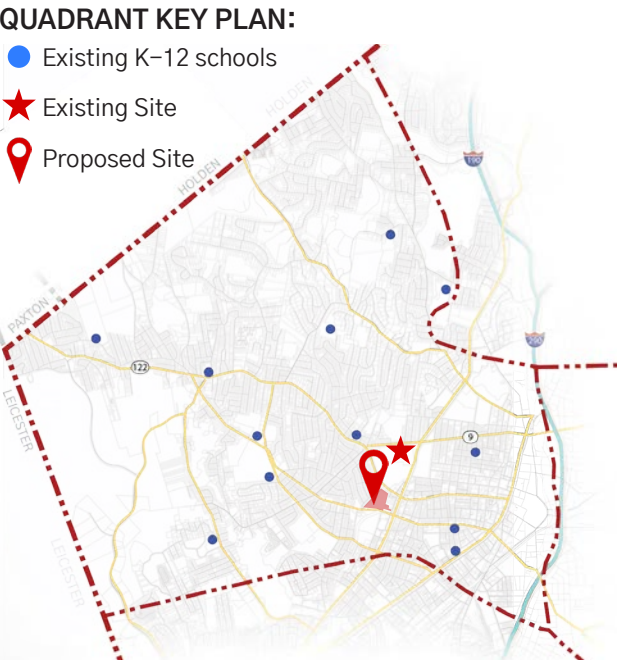 QUADRANT KEY PLAN:
Existing K-12 schools
Existing Site
Proposed Site
HOLDEN
190
HOLDEN
PAXTON
290
122
LEICESTER
9
LEICESTER